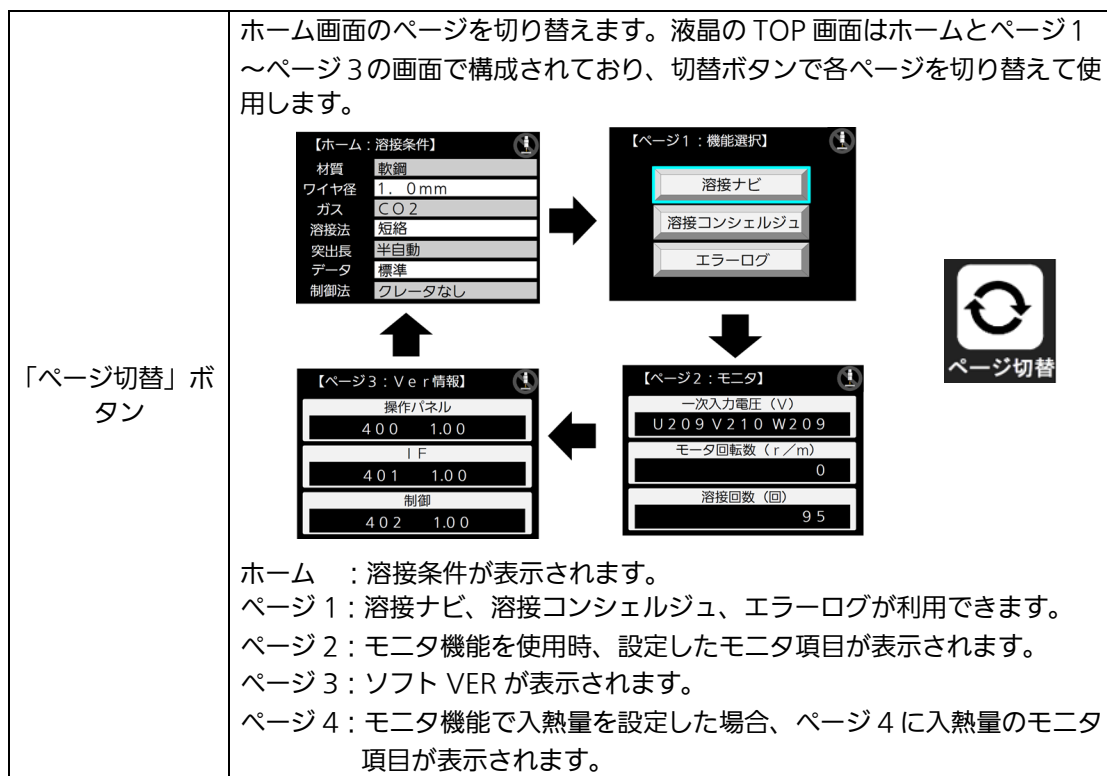 「ページ切替」ボ
タン
ホーム画面のページを切り替えます。液晶の TOP 画面はホームとページ1
～ページ3の画面で構成されており、切替ボタンで各ページを切り替えて使
用します。
【ホーム：溶接条件】
材質 軟鋼
ワイヤ径 1．0mm
ガス CO2
溶接法 短絡
突出長 半自動
データ 標準
制御法 クレータなし
【ページ1：機能選択】
溶接ナビ
溶接コンシェルジュ
エラーログ
【ページ2：モニタ】
一次入力電圧（V）
U209 V210 W209
モータ回転数（r／m）
0
溶接回数（回）
95
【ページ3：Ver情報】
操作パネル
400 1.00
IF
401 1.00
制御
402 1.00
ページ切替
ホーム ：溶接条件が表示されます。
ページ1：溶接ナビ、溶接コンシェルジュ、エラーログが利用できます。
ページ2：モニタ機能を使用時、設定したモニタ項目が表示されます。
ページ3：ソフト VER が表示されます。
ページ4：モニタ機能で入熱量を設定した場合、ページ4に入熱量のモニタ
項目が表示されます。